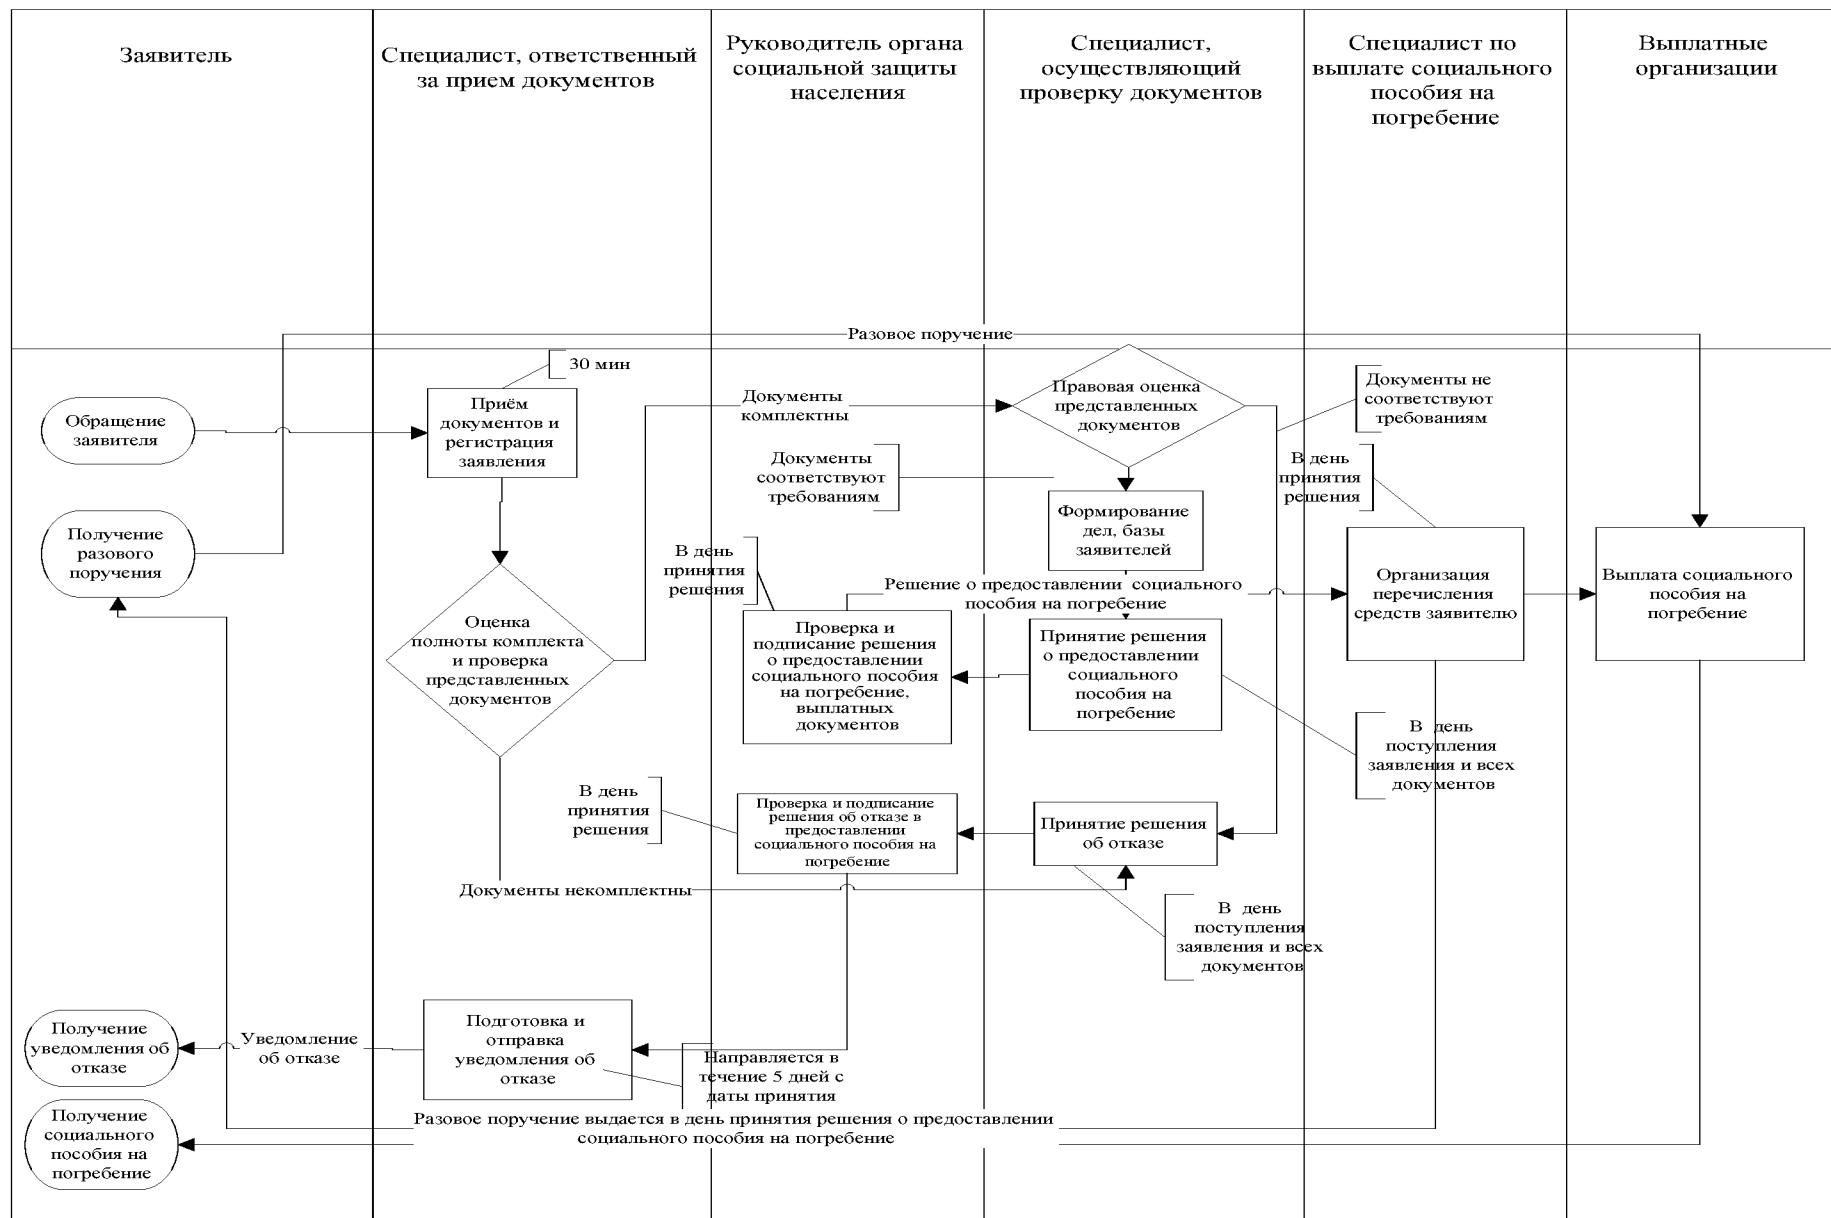 Заявитель
Специалист, ответственный
за прием документов
Руководитель органа
социальной защиты
населения
Специалист,
осуществляющий
проверку документов
Специалист по
выплате социального
пособия на
погребение
Выплатные
организации
Разовое поручение
30 мин
Обращение
заявителя
Приём
документов и
регистрация
заявления
Документы
комплектны
Правовая оценка
представленных
документов
Документы не
соответствуют
требованиям
Документы
соответствуют
требованиям
В день
принятия
решения
Получение
разового
поручения
Формирование
дел, базы
заявителей
В день
принятия
решения
Решение о предоставлении социального
пособия на погребение
Организация
перечисления
средств заявителю
Выплата социального
пособия на
погребение
Оценка
полноты комплекта
и проверка
представленных
документов
Проверка и
подписание решения
о предоставлении
социального пособия
на погребение,
выплатных
документов
Принятие решения
о предоставлении
социального
пособия на
погребение
В день
поступления
заявления и всех
документов
В день
принятия
решения
Проверка и подписание
решения об отказе в
предоставлении
социального пособия на
погребение
Принятие решения
об отказе
Документы некомплектны
В день
поступления
заявления и всех
документов
Получение
уведомления об
отказе
Уведомление
об отказе
Подготовка и
отправка
уведомления об
отказе
Направляется в
течение 5 дней с
даты принятия
Разовое поручение выдается в день принятия решения о предоставлении
социального пособия на погребение
Получение
социального
пособия на
погребение